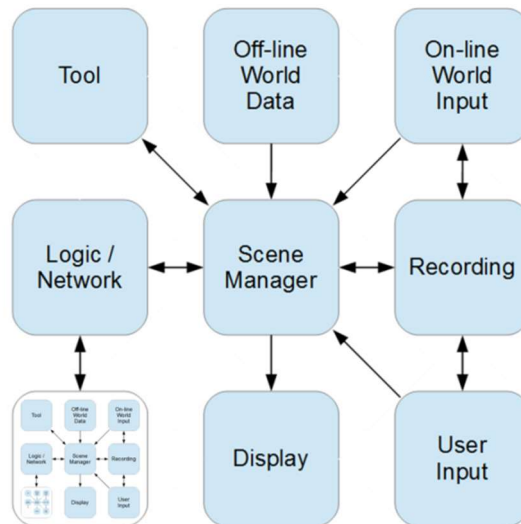 Tool
Off-line
World
Data
On-line
World
Input
Logic /
Network
Scene
Manager
Recording
Display
User
Input
Tool
Off-line
World
Data
On-line
World
Input
Logic /
Network
Scene
Manager
Recording
Display
User
Input